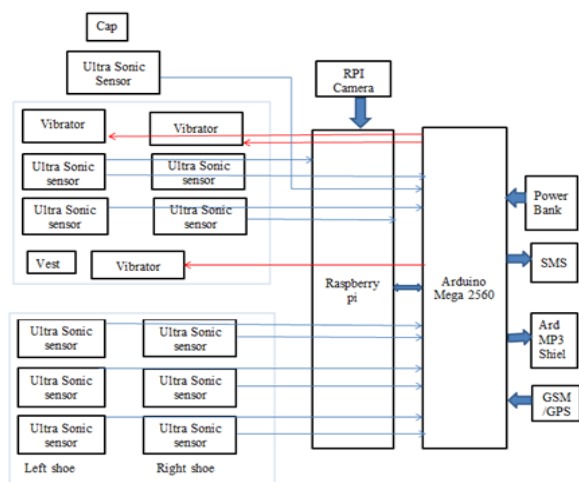 Cap
Ultra Sonic
Sensor
RPI
Camera
Vibrator
Vibrator
Ultra Sonic
sensor
Ultra Sonic
sensor
Ultra Sonic
sensor
Ultra Sonic
sensor
Vest
Vibrator
Raspberry
pi
Arduino
Mega 2560
Power
Bank
SMS
Ard
MP3
Shiel
GSM
/GPS
Ultra Sonic
sensor
Ultra Sonic
sensor
Ultra Sonic
sensor
Ultra Sonic
sensor
Ultra Sonic
sensor
Ultra Sonic
sensor
Left shoe
Right shoe